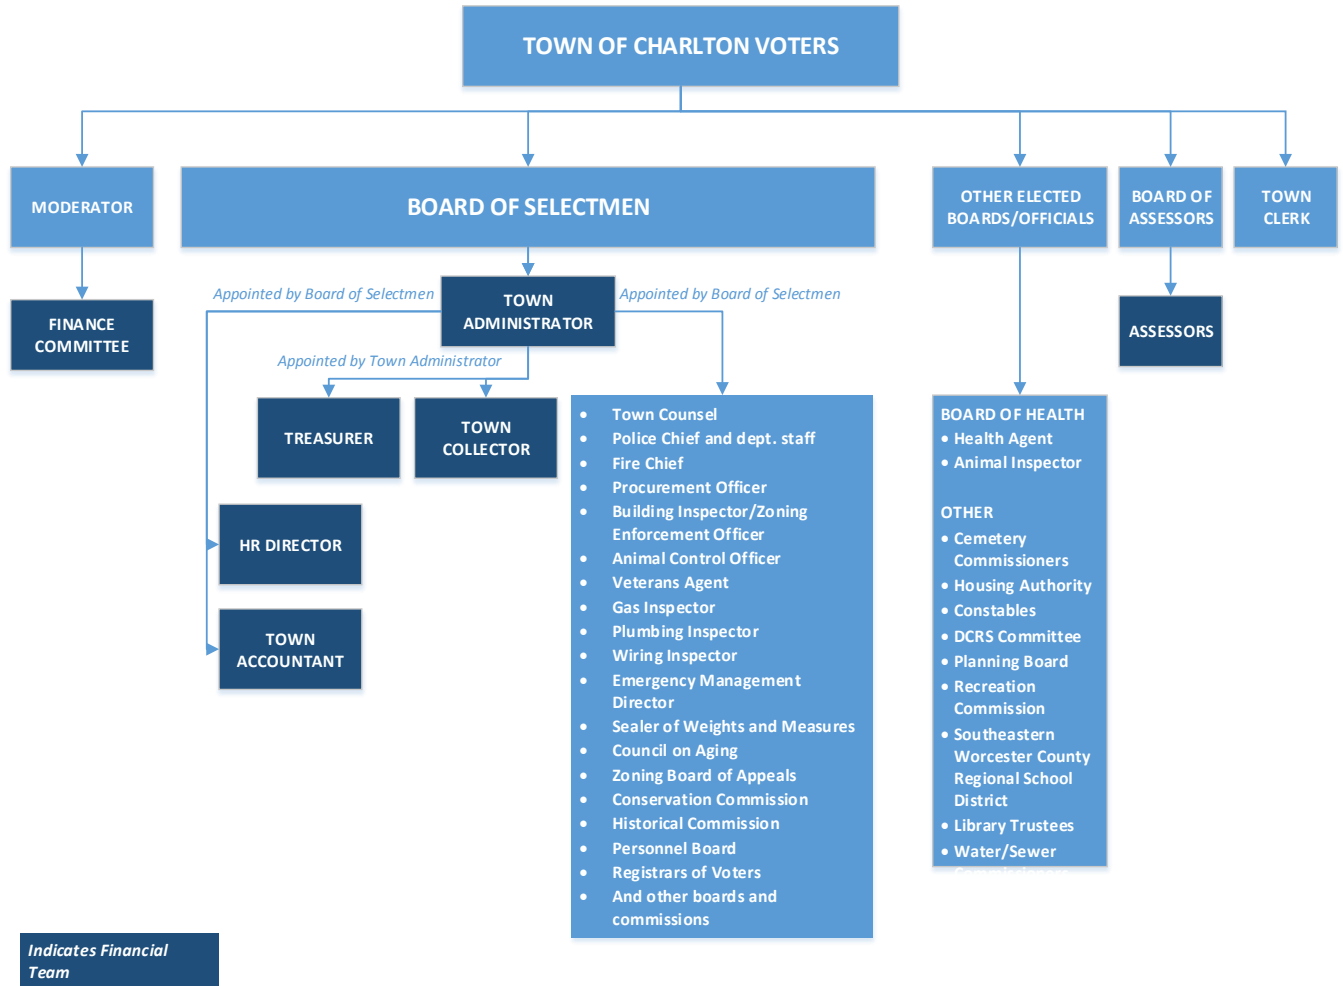 TOWN OF CHARLTON VOTERS
MODERATOR
BOARD OF SELECTMEN
OTHER ELECTED
BOARDS/OFFICIALS
BOARD OF
ASSESSORS
TOWN
CLERK
FINANCE
COMMITTEE
Appointed by Board of Selectmen
TOWN
ADMINISTRATOR
Appointed by Board of Selectmen
ASSESSORS
Appointed by Town Administrator
TREASURER
TOWN
COLLECTOR
HR DIRECTOR
TOWN
ACCOUNTANT
• Town Counsel
• Police Chief and dept. staff
• Fire Chief
• Procurement Officer
• Building Inspector/Zoning
Enforcement Officer
• Animal Control Officer
• Veterans Agent
• Gas Inspector
• Plumbing Inspector
• Wiring Inspector
• Emergency Management
Director
• Sealer of Weights and Measures
• Council on Aging
• Zoning Board of Appeals
• Conservation Commission
• Historical Commission
• Personnel Board
• Registrars of Voters
• And other boards and
commissions
BOARD OF HEALTH
• Health Agent
• Animal Inspector
OTHER
• Cemetery
Commissioners
• Housing Authority
• Constables
• DCRS Committee
• Planning Board
• Recreation
Commission
• Southeastern
Worcester County
Regional School
District
• Library Trustees
• Water/Sewer
Indicates Financial
Team